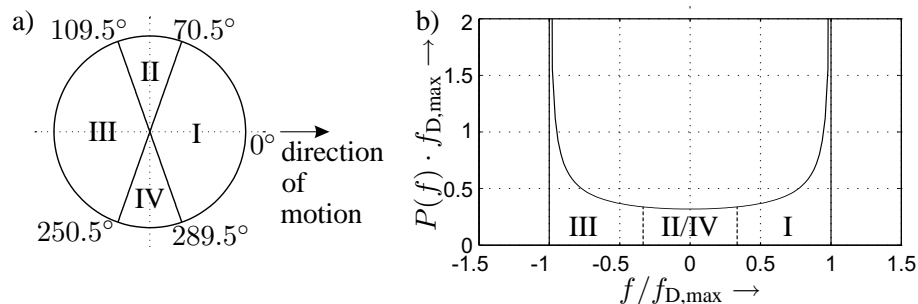 a)
109.5° 70.5°
II
III I
0°
IV
250.5° 289.5°
direction
of
motion
b)
P(f) · f_D,max →
2
1.5
1
0.5
0
III II/IV I
-1.5 -1 -0.5 0 0.5 1 1.5
f/f_D,max →